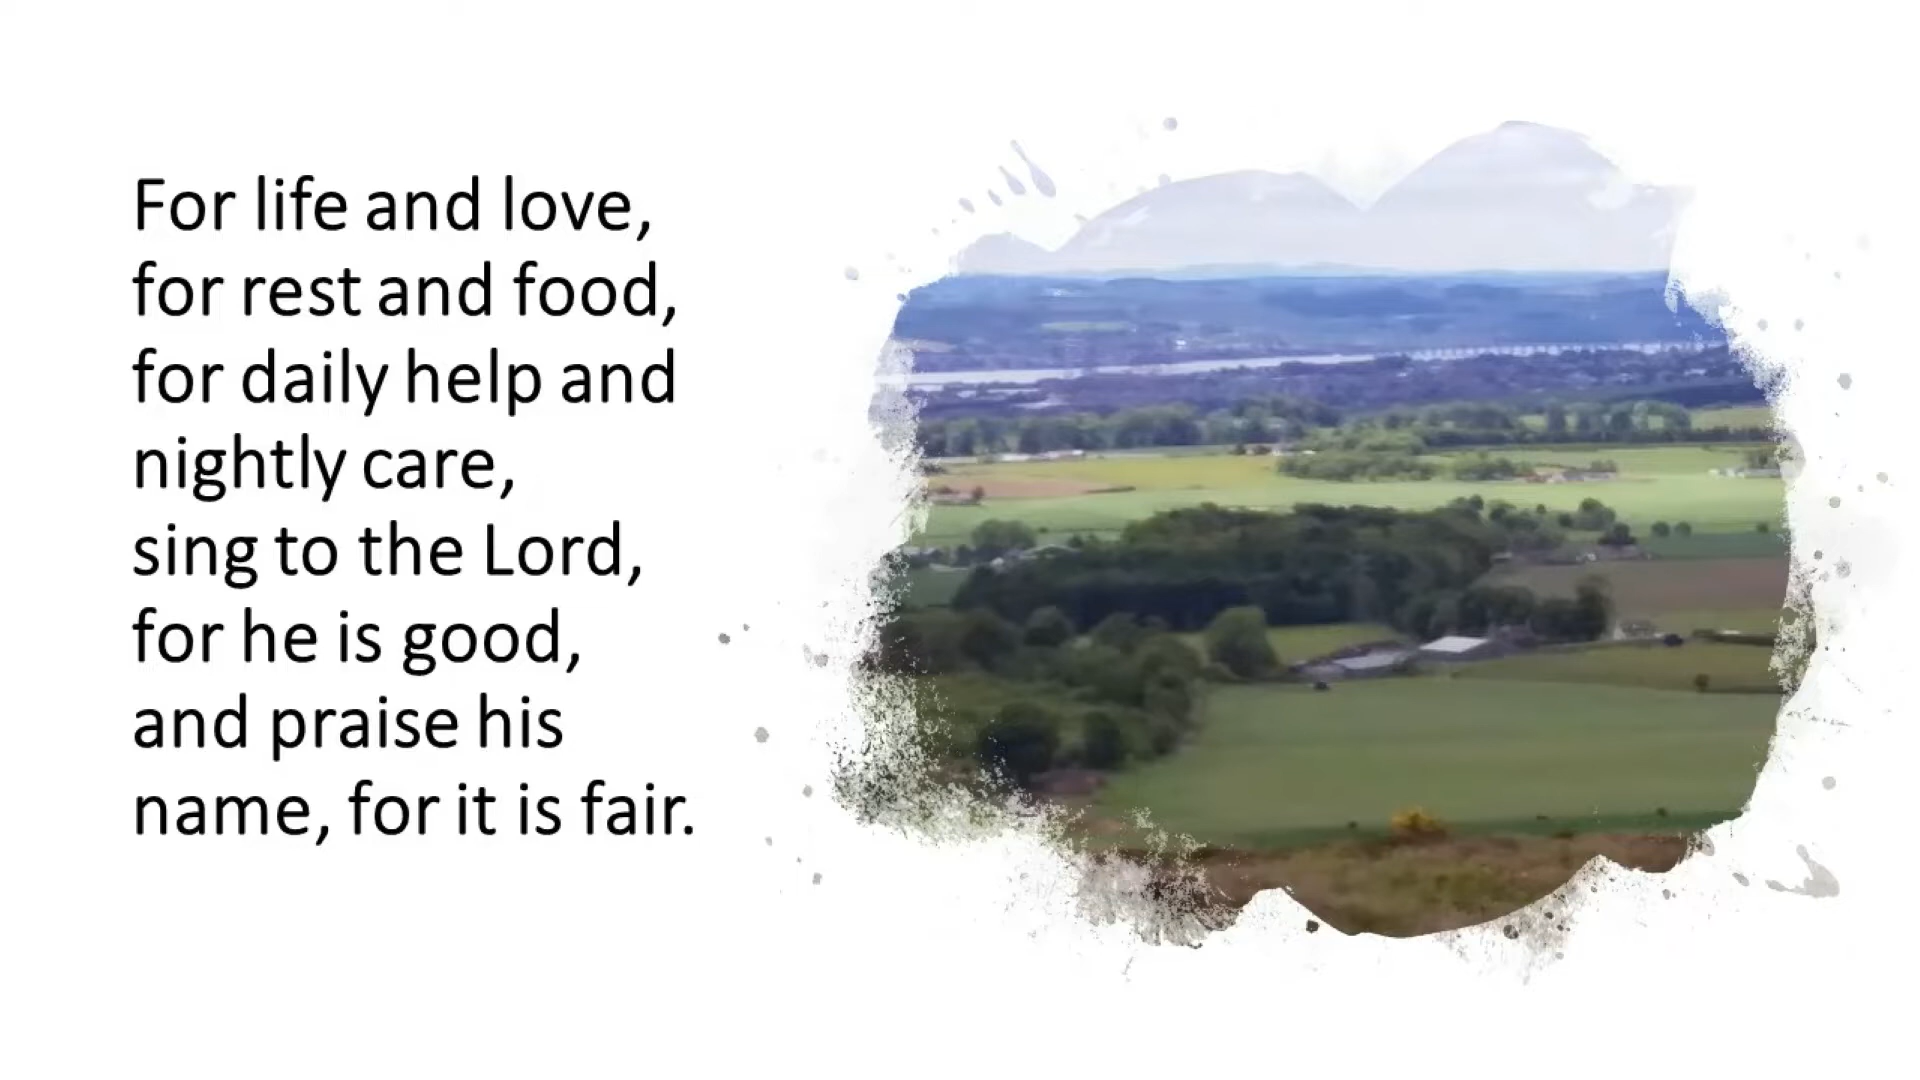 For life and love,
for rest and food,
for daily help and
nightly care,
sing to the Lord,
for he is good,
and praise his
name, for it is fair.